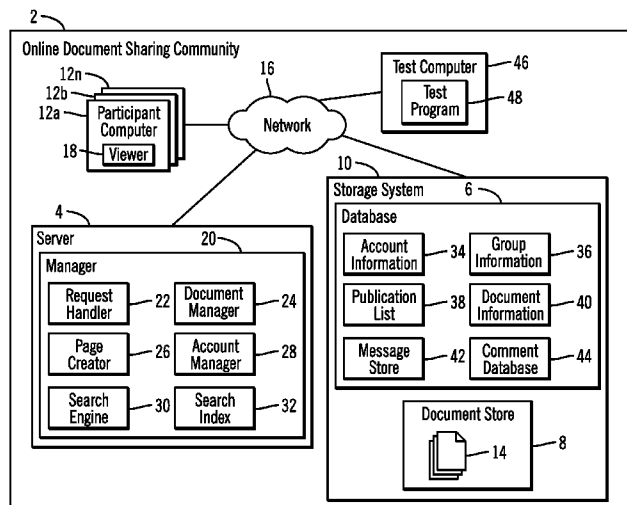 2
Online Document Sharing Community
12n
12b
12a
Participant
Computer
18
Viewer
16
Network
Test Computer
46
Test
Program
48
4
Server
20
Manager
Request
Handler
22
Document
Manager
24
Page
Creator
26
Account
Manager
28
Search
Engine
30
Search
Index
32
10
Storage System
6
Database
Account
Information
34
Group
Information
36
Publication
List
38
Document
Information
40
Message
Store
42
Comment
Database
44
Document Store
14
8